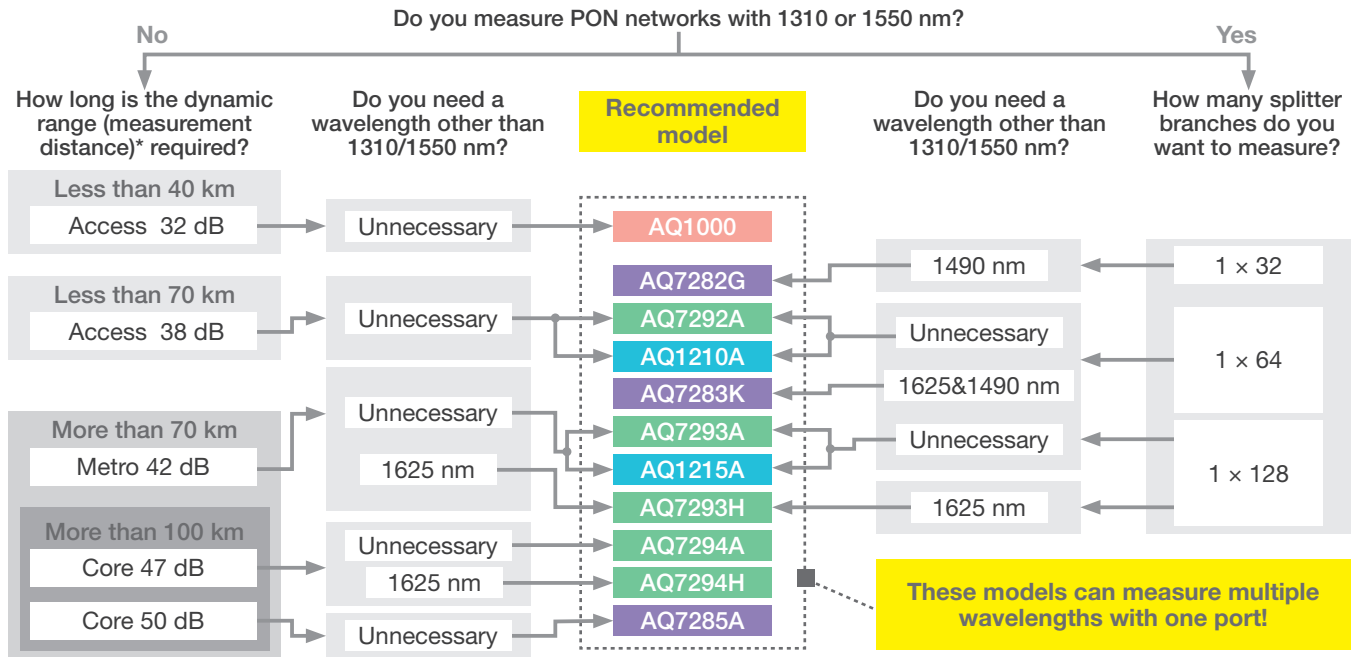 Do you measure PON networks with 1310 or 1550 nm?
No
Yes
How long is the dynamic
range (measurement
distance)* required?
Do you need a
wavelength other than
1310/1550 nm?
Recommended
model
Do you need a
wavelength other than
1310/1550 nm?
How many splitter
branches do you
want to measure?
Less than 40 km
Access 32 dB
Unnecessary
AQ1000
AQ7282G
1490 nm
1 × 32
Less than 70 km
Access 38 dB
Unnecessary
AQ7292A
AQ1210A
Unnecessary
1 × 64
AQ7283K
1625&1490 nm
More than 70 km
Metro 42 dB
Unnecessary
1625 nm
AQ7293A
AQ1215A
AQ7293H
Unnecessary
1 × 128
1625 nm
More than 100 km
Core 47 dB
Unnecessary
1625 nm
AQ7294A
AQ7294H
Core 50 dB
Unnecessary
AQ7285A
These models can measure multiple
wavelengths with one port!